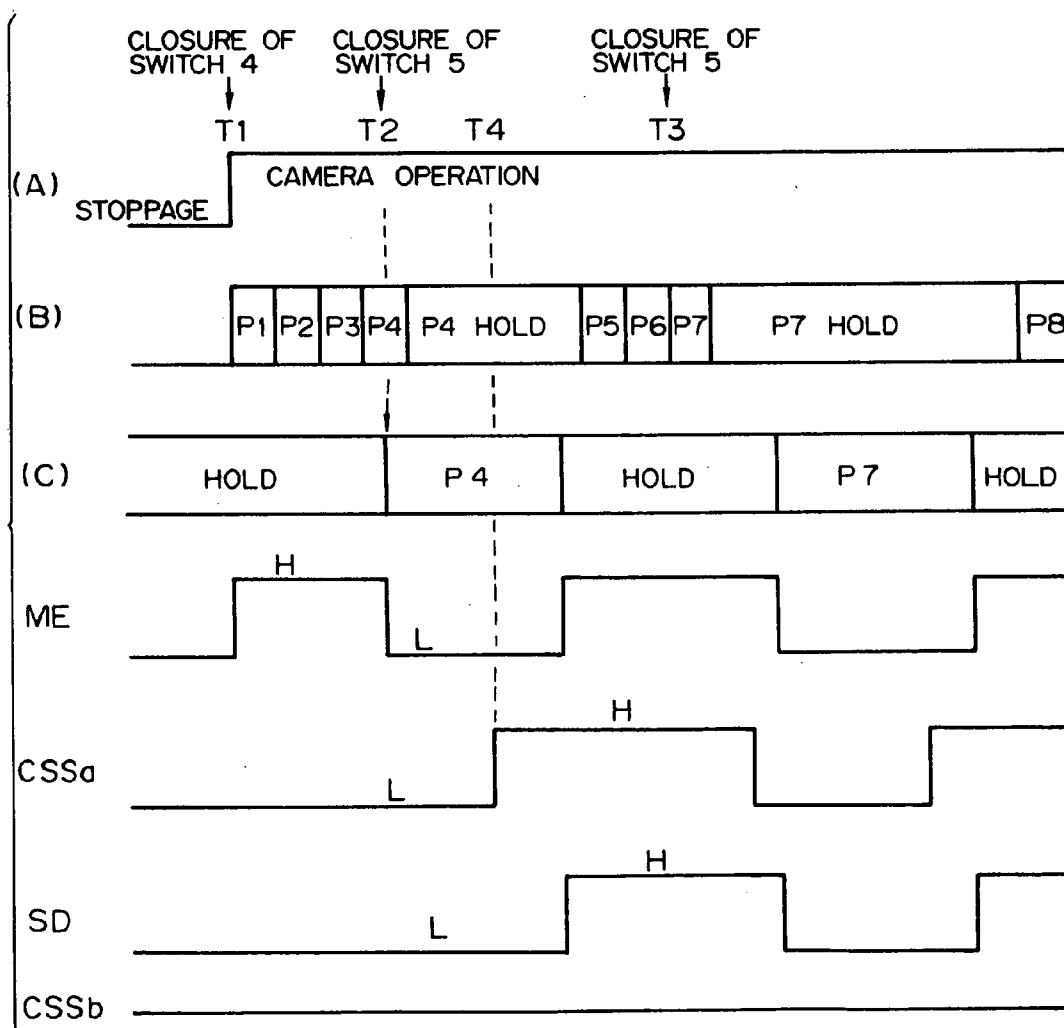 CLOSURE OF SWITCH 4
CLOSURE OF SWITCH 5
CLOSURE OF SWITCH 5
T1 T2 T4 T3
(A)
CAMERA OPERATION
STOPPAGE
(B) P1 P2 P3 P4 P4 HOLD P5 P6 P7 P7 HOLD P8
(C) HOLD P4 HOLD P7 HOLD
H
ME
L
H
CSSa
L
H
SD
L
CSSb